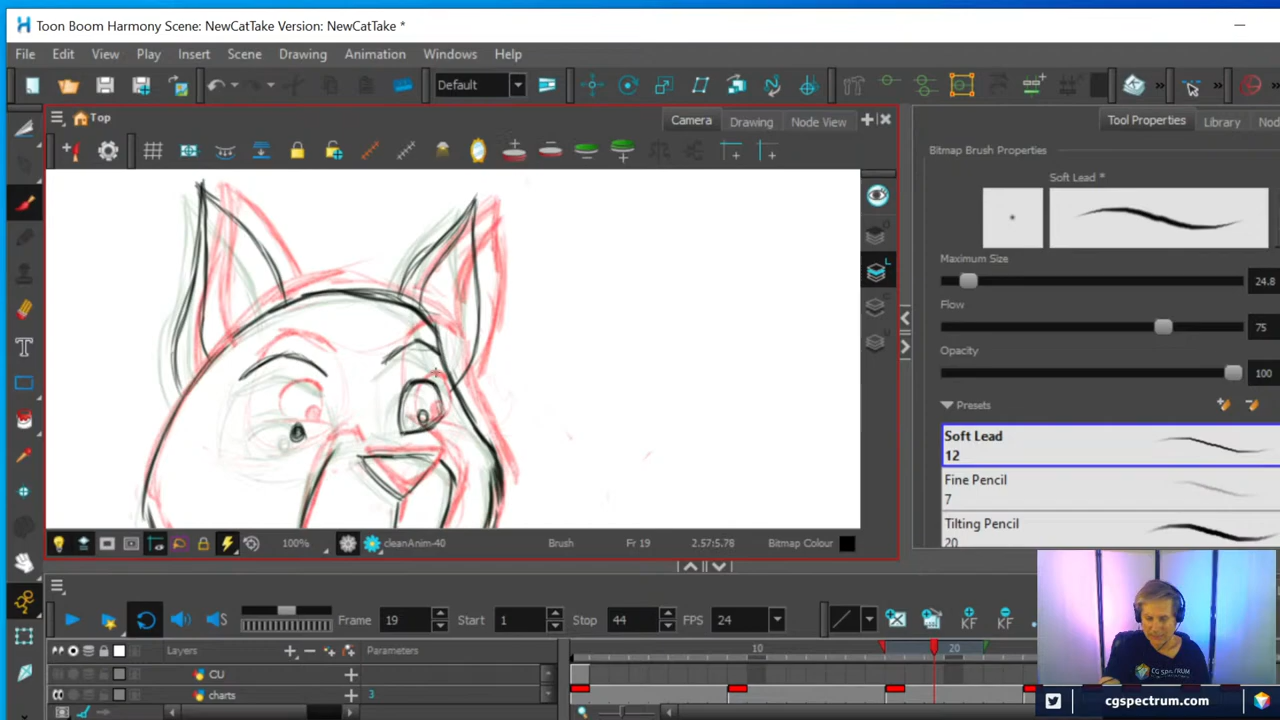 Toon Boom Harmony Scene: NewCatTake Version: NewCatTake *
File Edit View Play Insert Scene Drawing Animation Windows Help
Default
Top
Camera Drawing Node View
Tool Properties Library Nod
Bitmap Brush Properties
Soft Lead *
Maximum Size
24.8
Flow
75
Opacity
100
Presets
Soft Lead
12
Fine Pencil
7
Tilting Pencil
20
100% cleanAnim-40 Brush Fr 19 2.57:5.78 Bitmap Colour
Frame 19 Start 1 Stop 44 FPS 24 KF KF
Layers Parameters 10 20
CU
charts 3
CG SPECTRUM
cgspectrum.com